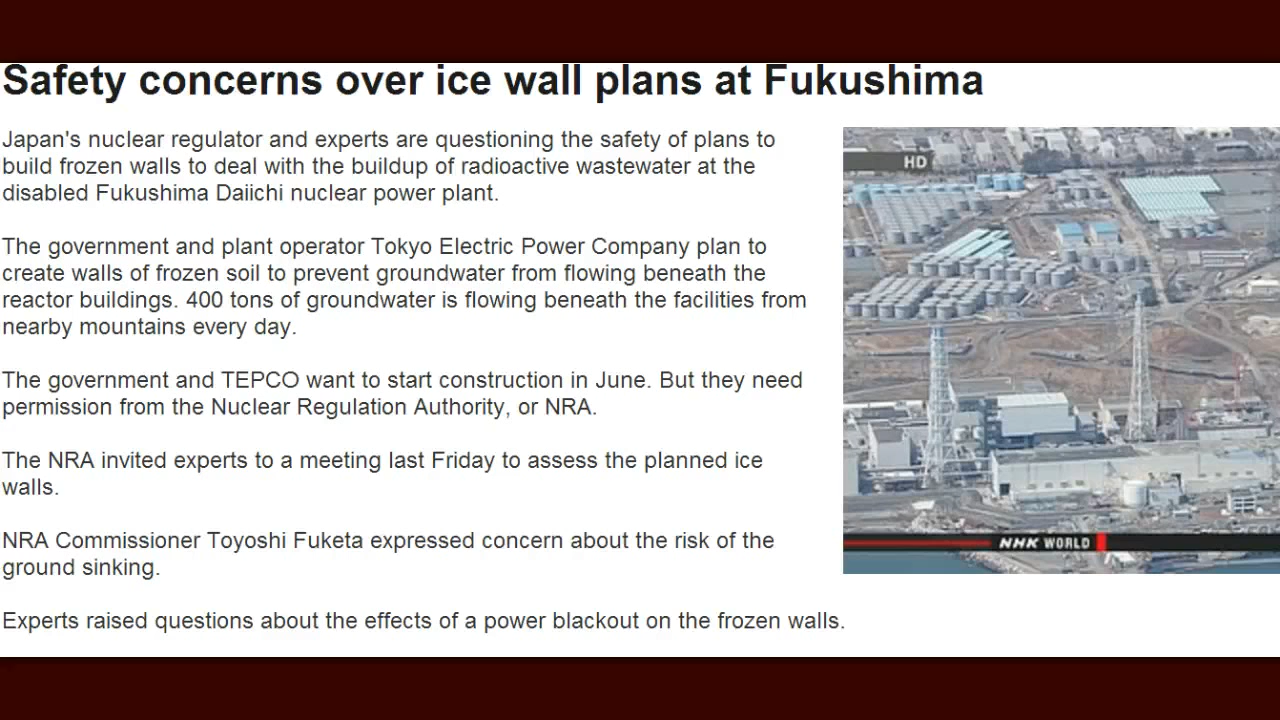 Safety concerns over ice wall plans at Fukushima
Japan's nuclear regulator and experts are questioning the safety of plans to
build frozen walls to deal with the buildup of radioactive wastewater at the
disabled Fukushima Daiichi nuclear power plant.
The government and plant operator Tokyo Electric Power Company plan to
create walls of frozen soil to prevent groundwater from flowing beneath the
reactor buildings. 400 tons of groundwater is flowing beneath the facilities from
nearby mountains every day.
The government and TEPCO want to start construction in June. But they need
permission from the Nuclear Regulation Authority, or NRA.
The NRA invited experts to a meeting last Friday to assess the planned ice
walls.
NRA Commissioner Toyoshi Fuketa expressed concern about the risk of the
ground sinking.
Experts raised questions about the effects of a power blackout on the frozen walls.
HD
NHK WORLD